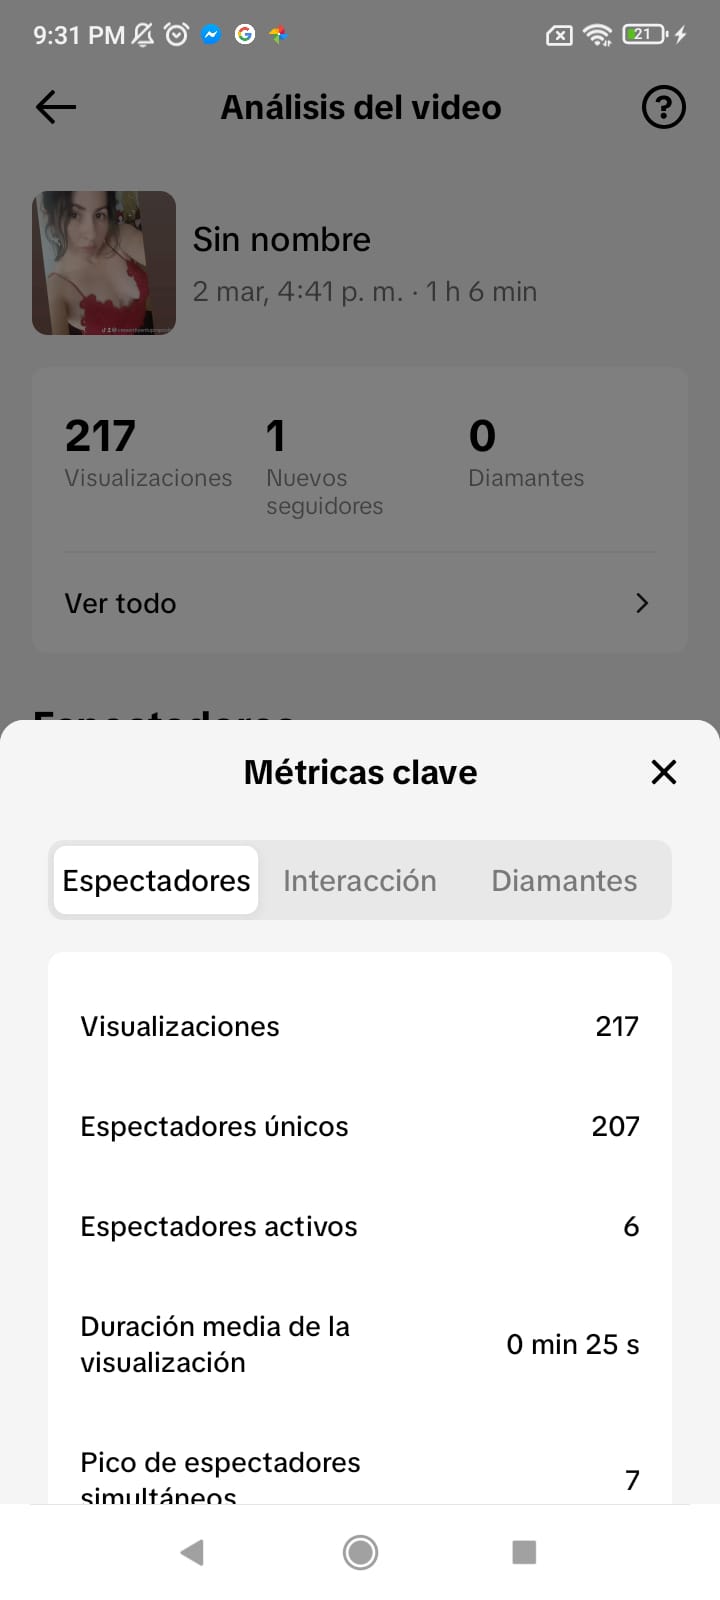 9:31 PM
21
Análisis del video
?
Sin nombre
2 mar, 4:41 p. m. · 1 h 6 min
217
1
0
Visualizaciones
Nuevos
seguidores
Diamantes
Ver todo
Espectadores
Métricas clave
Espectadores
Interacción
Diamantes
Visualizaciones
217
Espectadores únicos
207
Espectadores activos
6
Duración media de la
visualización
0 min 25 s
Pico de espectadores
simultáneos
7